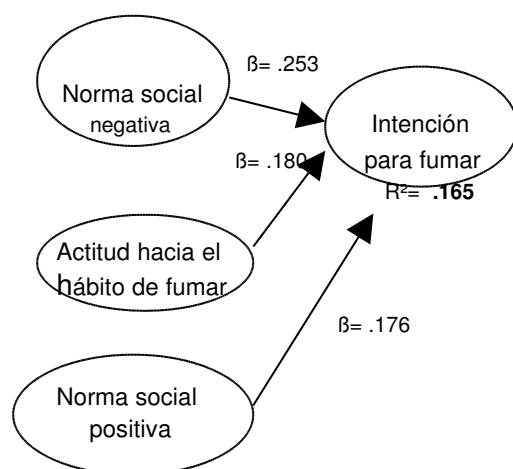 ß= .253
Norma social
negativa
Intención
para fumar
R²= .165
ß= .180
Actitud hacia el
hábito de fumar
ß= .176
Norma social
positiva